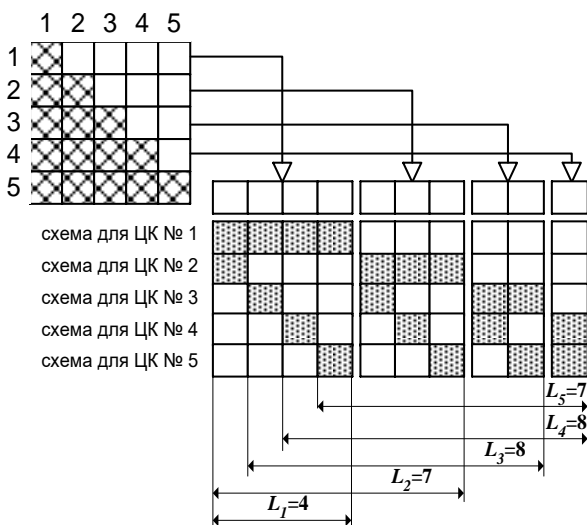 1 2 3 4 5
1
2
3
4
5
схема для ЦК № 1
схема для ЦК № 2
схема для ЦК № 3
схема для ЦК № 4
схема для ЦК № 5
L5=7
L4=8
L3=8
L2=7
L1=4